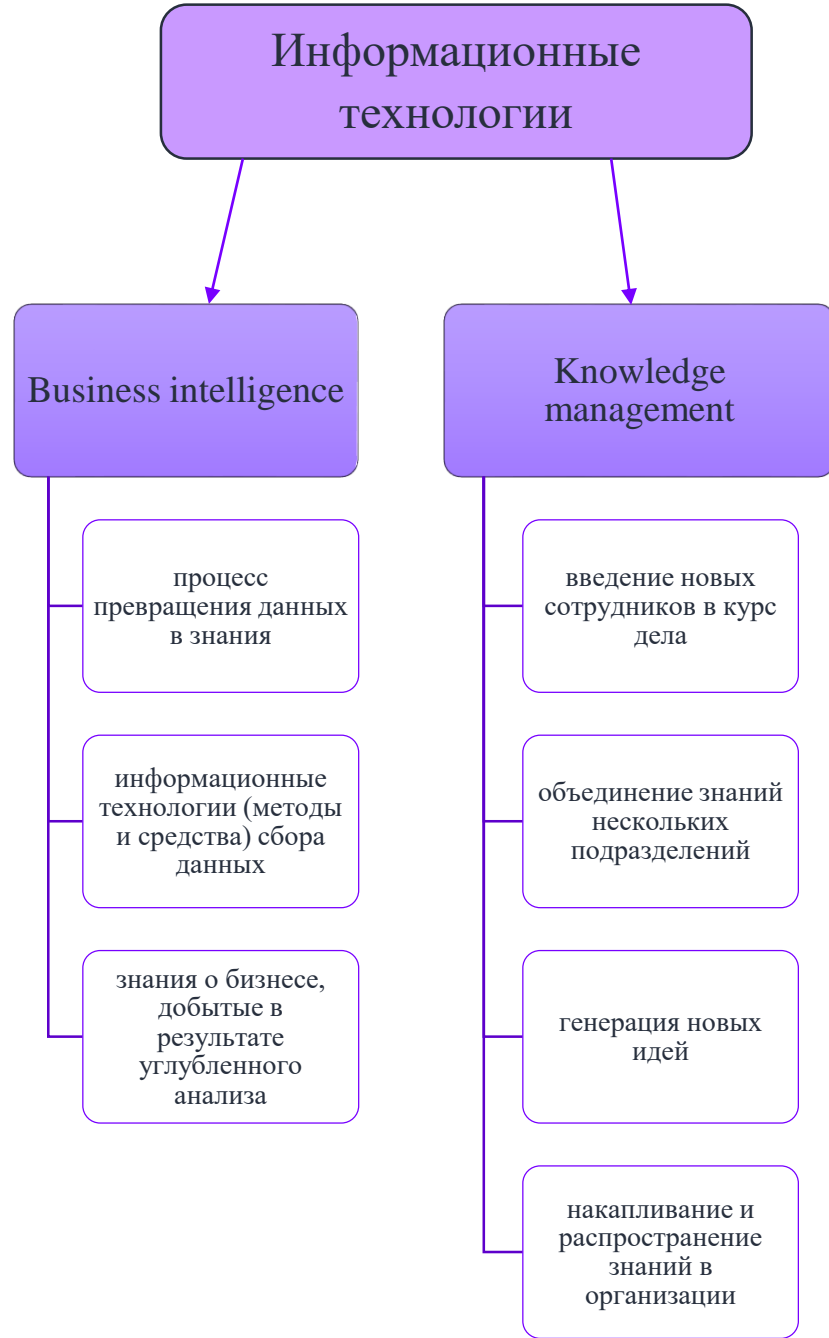 Информационные
технологии
Business intelligence
процесс
превращения данных
в знания
информационные
технологии (методы
и средства) сбора
данных
знания о бизнесе,
добытые в
результате
углубленного
анализа
Knowledge
management
введение новых
сотрудников в курс
дела
объединение знаний
нескольких
подразделений
генерация новых
идей
накапливание и
распространение
знаний в
организации